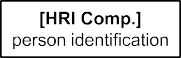 [HRI Comp.]
person identification